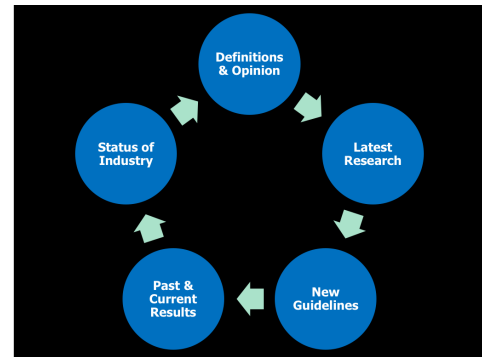 Definitions
& Opinion
Latest
Research
New
Guidelines
Past &
Current
Results
Status of
Industry